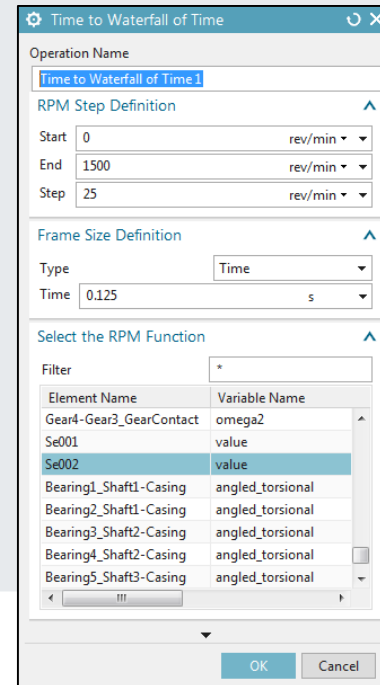 Time to Waterfall of Time
Operation Name
Time to Waterfall of Time 1
RPM Step Definition
Start 0 rev/min
End 1500 rev/min
Step 25 rev/min
Frame Size Definition
Type Time
Time 0.125 s
Select the RPM Function
Filter *
Element Name Variable Name
Gear4-Gear3_GearContact omega2
Se001 value
Se002 value
Bearing1_Shaft1-Casing angled_torsional
Bearing2_Shaft1-Casing angled_torsional
Bearing3_Shaft2-Casing angled_torsional
Bearing4_Shaft2-Casing angled_torsional
Bearing5_Shaft3-Casing angled_torsional
OK Cancel